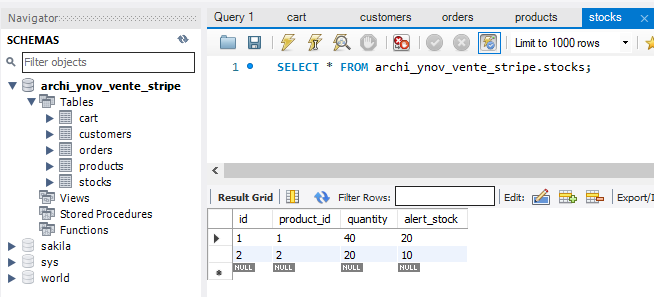 Navigator
SCHEMAS
Filter objects
archi_ynov_vente_stripe
Tables
cart
customers
orders
products
stocks
Views
Stored Procedures
Functions
sakila
sys
world
Query 1 cart customers orders products stocks
Limit to 1000 rows
1 SELECT * FROM archi_ynov_vente_stripe.stocks;
Result Grid Filter Rows: Edit: Export/I
id product_id quantity alert_stock
1 1 40 20
2 2 20 10
NULL NULL NULL NULL